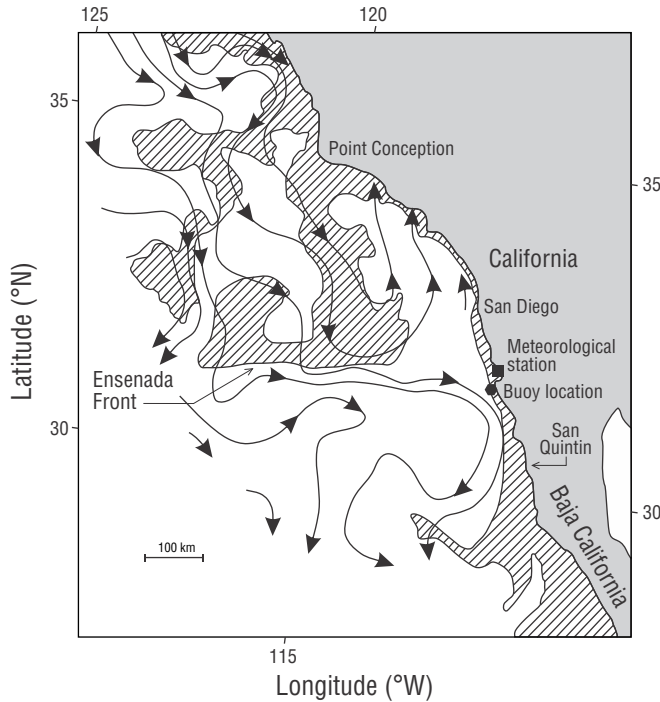 125
120
35
Point Conception
35
California
San Diego
Meteorological
station
Buoy location
Ensenada
Front
San
Quintin
30
30
Baja California
100 km
115
Latitude (°N)
Longitude (°W)